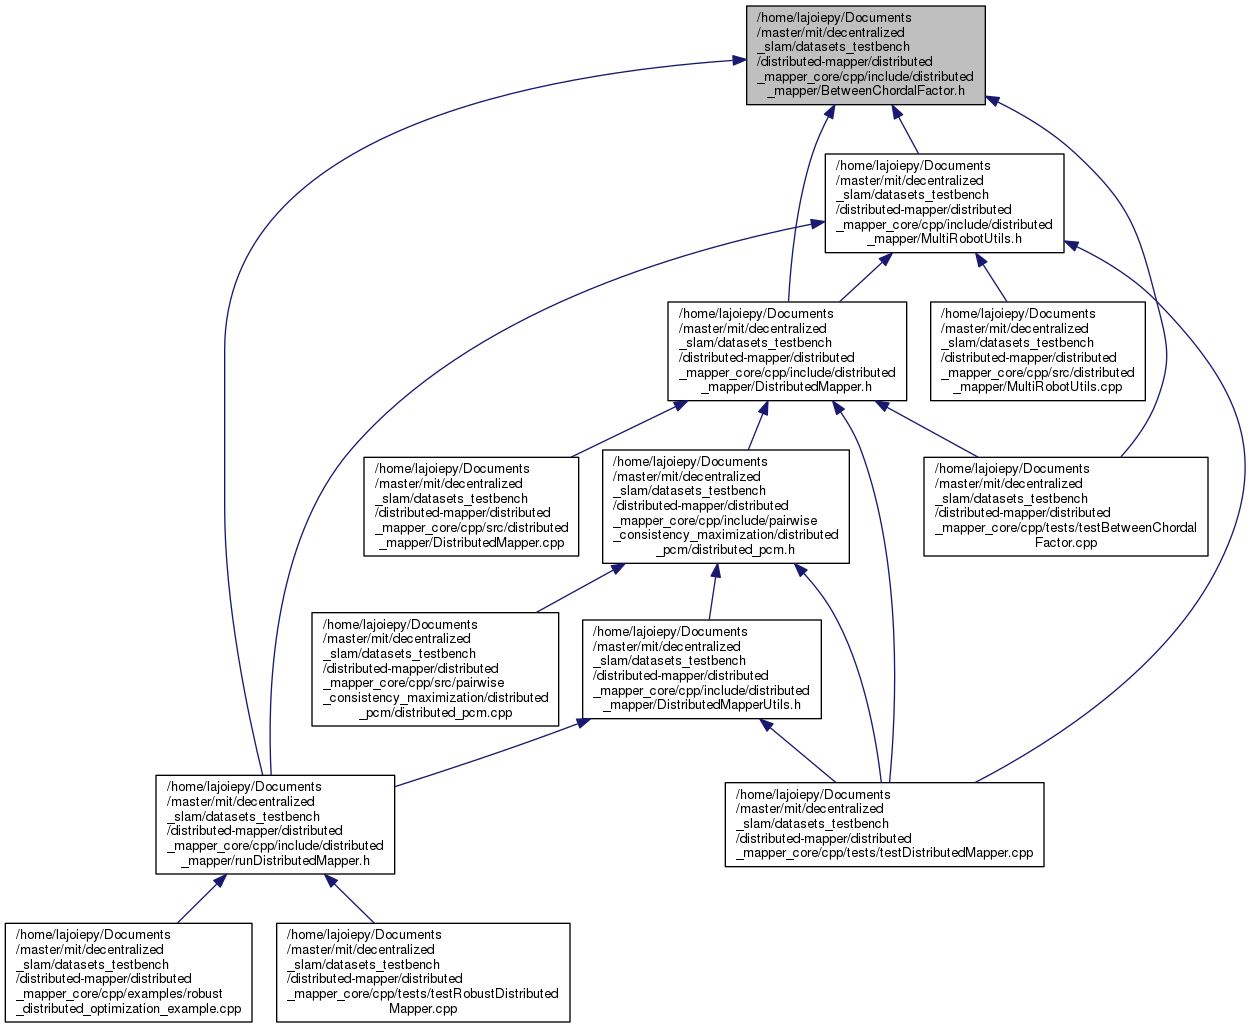 /home/lajoiepy/Documents
/master/mit/decentralized
_slam/datasets_testbench
/distributed-mapper/distributed
_mapper_core/cpp/include/distributed
_mapper/BetweenChordalFactor.h
/home/lajoiepy/Documents
/master/mit/decentralized
_slam/datasets_testbench
/distributed-mapper/distributed
_mapper_core/cpp/include/distributed
_mapper/MultiRobotUtils.h
/home/lajoiepy/Documents
/master/mit/decentralized
_slam/datasets_testbench
/distributed-mapper/distributed
_mapper_core/cpp/include/distributed
_mapper/DistributedMapper.h
/home/lajoiepy/Documents
/master/mit/decentralized
_slam/datasets_testbench
/distributed-mapper/distributed
_mapper_core/cpp/src/distributed
_mapper/MultiRobotUtils.cpp
/home/lajoiepy/Documents
/master/mit/decentralized
_slam/datasets_testbench
/distributed-mapper/distributed
_mapper_core/cpp/src/distributed
_mapper/DistributedMapper.cpp
/home/lajoiepy/Documents
/master/mit/decentralized
_slam/datasets_testbench
/distributed-mapper/distributed
_mapper_core/cpp/include/pairwise
_consistency_maximization/distributed
_pcm/distributed_pcm.h
/home/lajoiepy/Documents
/master/mit/decentralized
_slam/datasets_testbench
/distributed-mapper/distributed
_mapper_core/cpp/tests/testBetweenChordal
Factor.cpp
/home/lajoiepy/Documents
/master/mit/decentralized
_slam/datasets_testbench
/distributed-mapper/distributed
_mapper_core/cpp/src/pairwise
_consistency_maximization/distributed
_pcm/distributed_pcm.cpp
/home/lajoiepy/Documents
/master/mit/decentralized
_slam/datasets_testbench
/distributed-mapper/distributed
_mapper_core/cpp/include/distributed
_mapper/DistributedMapperUtils.h
/home/lajoiepy/Documents
/master/mit/decentralized
_slam/datasets_testbench
/distributed-mapper/distributed
_mapper_core/cpp/include/distributed
_mapper/runDistributedMapper.h
/home/lajoiepy/Documents
/master/mit/decentralized
_slam/datasets_testbench
/distributed-mapper/distributed
_mapper_core/cpp/tests/testDistributedMapper.cpp
/home/lajoiepy/Documents
/master/mit/decentralized
_slam/datasets_testbench
/distributed-mapper/distributed
_mapper_core/cpp/examples/robust
_distributed_optimization_example.cpp
/home/lajoiepy/Documents
/master/mit/decentralized
_slam/datasets_testbench
/distributed-mapper/distributed
_mapper_core/cpp/tests/testRobustDistributed
Mapper.cpp